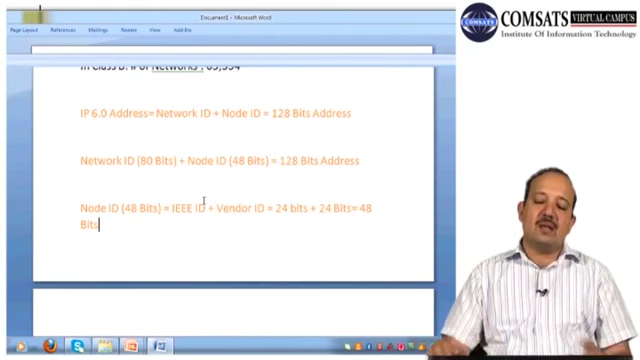 Document1 - Microsoft Word
Page Layout References Mailings Review View Add-Ins
IP 6.0 Address= Network ID + Node ID = 128 Bits Address
Network ID (80 Bits) + Node ID (48 Bits) = 128 Bits Address
Node ID (48 Bits) = IEEE ID + Vendor ID = 24 bits + 24 Bits= 48
Bits
COMSATS VIRTUAL CAMPUS
Institute Of Information Technology